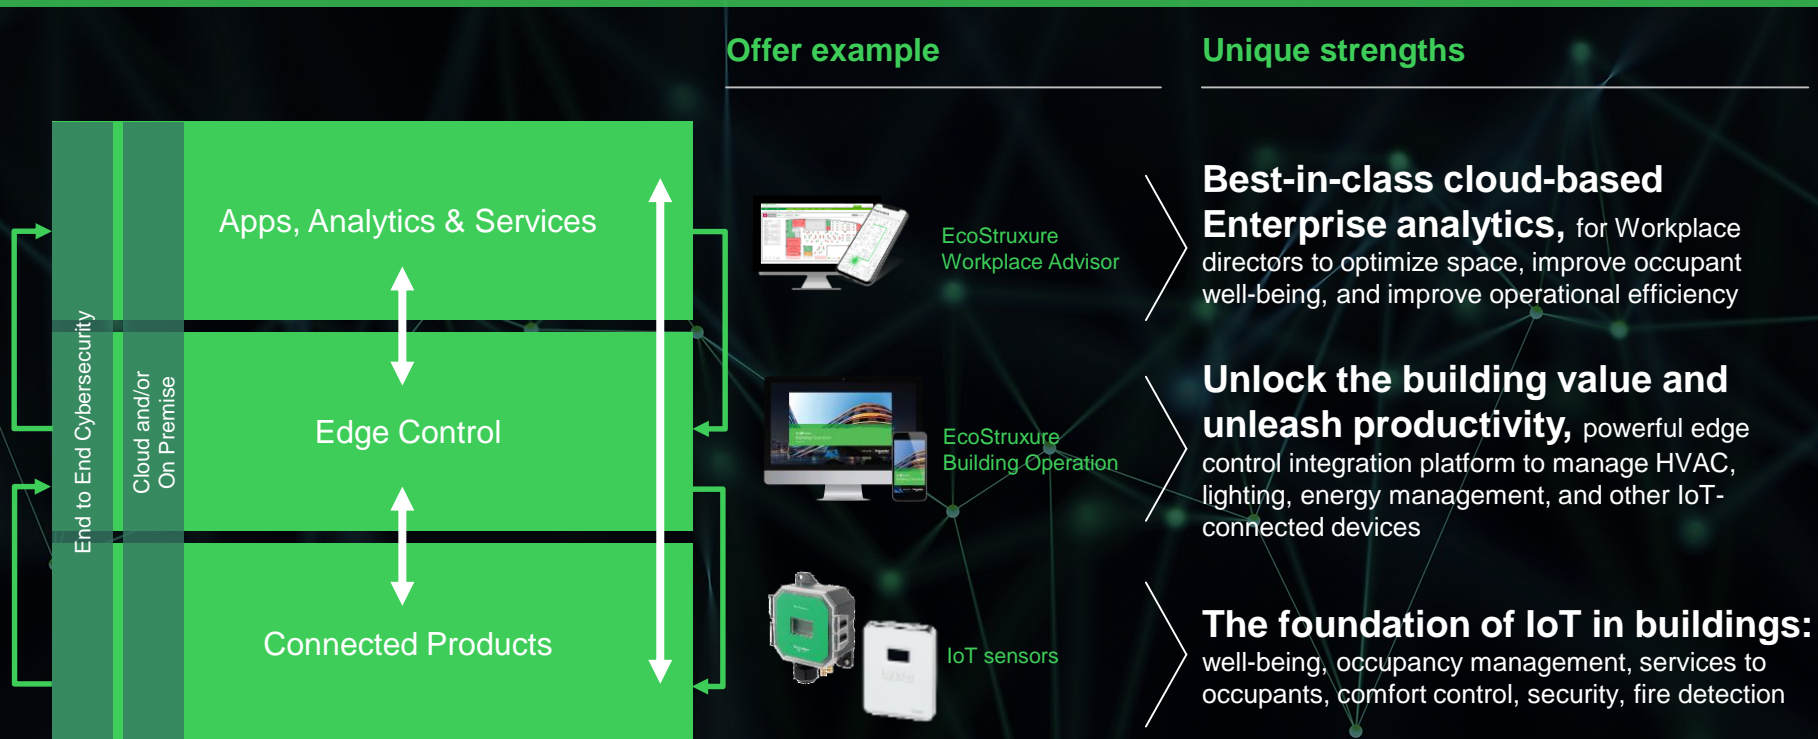 Offer example
Unique strengths
End to End Cybersecurity
Cloud and/or
On Premise
Apps, Analytics & Services
EcoStruxure
Workplace Advisor
Best-in-class cloud-based
Enterprise analytics, for Workplace
directors to optimize space, improve occupant
well-being, and improve operational efficiency
Edge Control
EcoStruxure
Building Operation
Unlock the building value and
unleash productivity, powerful edge
control integration platform to manage HVAC,
lighting, energy management, and other IoT-
connected devices
Connected Products
IoT sensors
The foundation of IoT in buildings:
well-being, occupancy management, services to
occupants, comfort control, security, fire detection